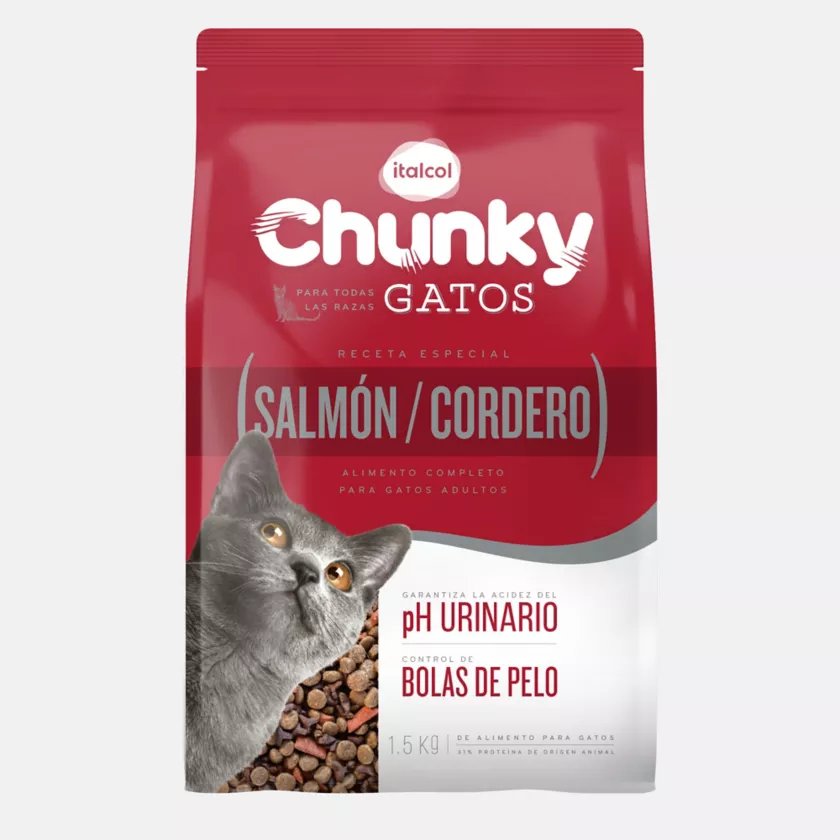 italcol
Chunky
PARA TODAS
LAS RAZAS
GATOS
RECETA ESPECIAL
(SALMÓN / CORDERO)
ALIMENTO COMPLETO
PARA GATOS ADULTOS
GARANTIZA LA ACIDEZ DEL
pH URINARIO
CONTROL DE
BOLAS DE PELO
1.5 Kg
DE ALIMENTO PARA GATOS
31% PROTEÍNA DE ORIGEN ANIMAL